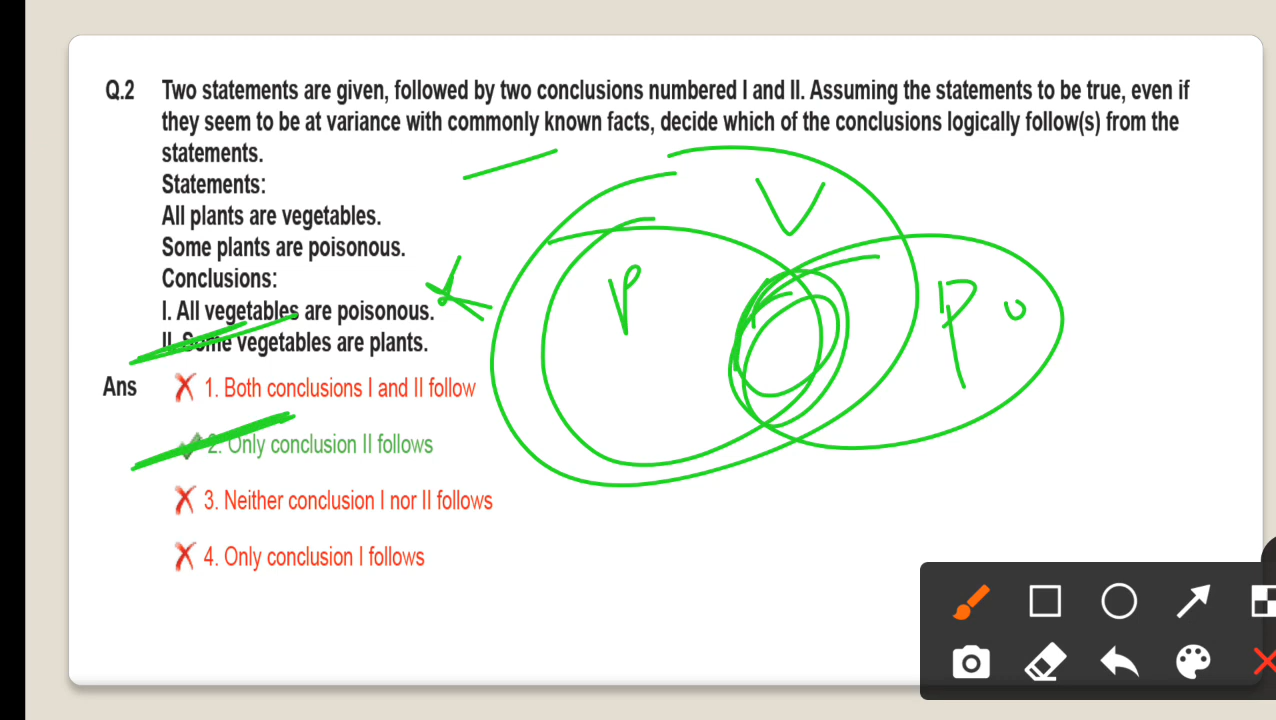 Q.2 Two statements are given, followed by two conclusions numbered I and II. Assuming the statements to be true, even if
they seem to be at variance with commonly known facts, decide which of the conclusions logically follow(s) from the
statements.
Statements:
All plants are vegetables.
Some plants are poisonous.
Conclusions:
I. All vegetables are poisonous.
II. Some vegetables are plants.
Ans 1. Both conclusions I and II follow
2. Only conclusion II follows
3. Neither conclusion I nor II follows
4. Only conclusion I follows
V
P
Po